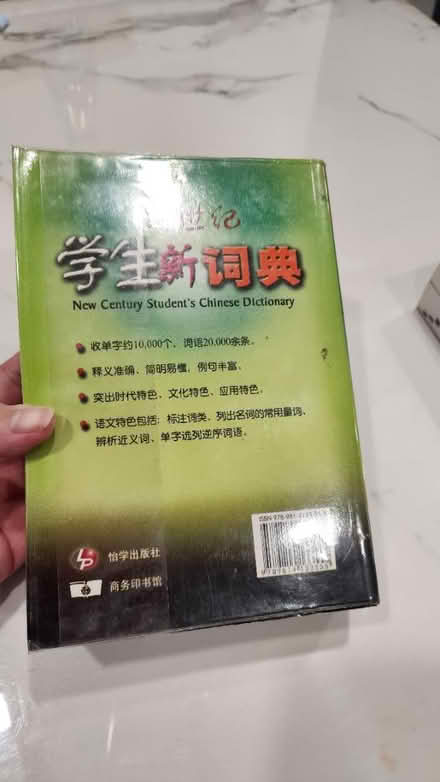 世纪
学生新词典
New Century Student's Chinese Dictionary
收单字约10,000个，词语20,000余条。
释义准确、简明易懂，例句丰富。
突出时代特色、文化特色、应用特色。
语文特色包括：标注词类、列出名词的常用量词、
辨析近义词、单字选列逆序词语。
LP
怡学出版社
商务印书馆
ISBN 978-981-